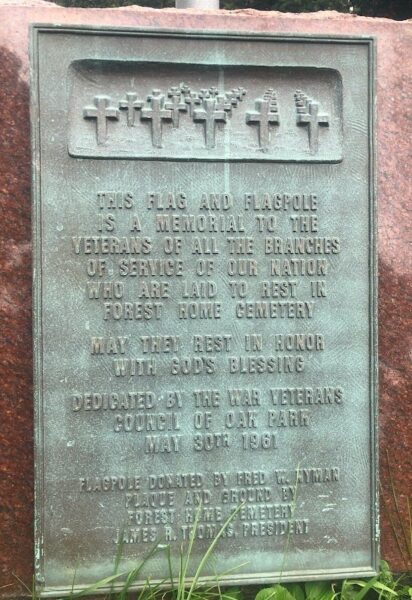 THIS FLAG AND FLAGPOLE
IS A MEMORIAL TO THE
VETERANS OF ALL THE BRANCHES
OF SERVICE OF OUR NATION
WHO ARE LAID TO REST IN
FOREST HOME CEMETERY
MAY THEY REST IN HONOR
WITH GOD'S BLESSING
DEDICATED BY THE WAR VETERANS
COUNCIL OF OAK PARK
MAY 30TH 1961
FLAGPOLE DONATED BY FRED W. NYMAN
PLAQUE AND GROUND BY
FOREST HOME CEMETERY
JAMES R. THOMAS, PRESIDENT